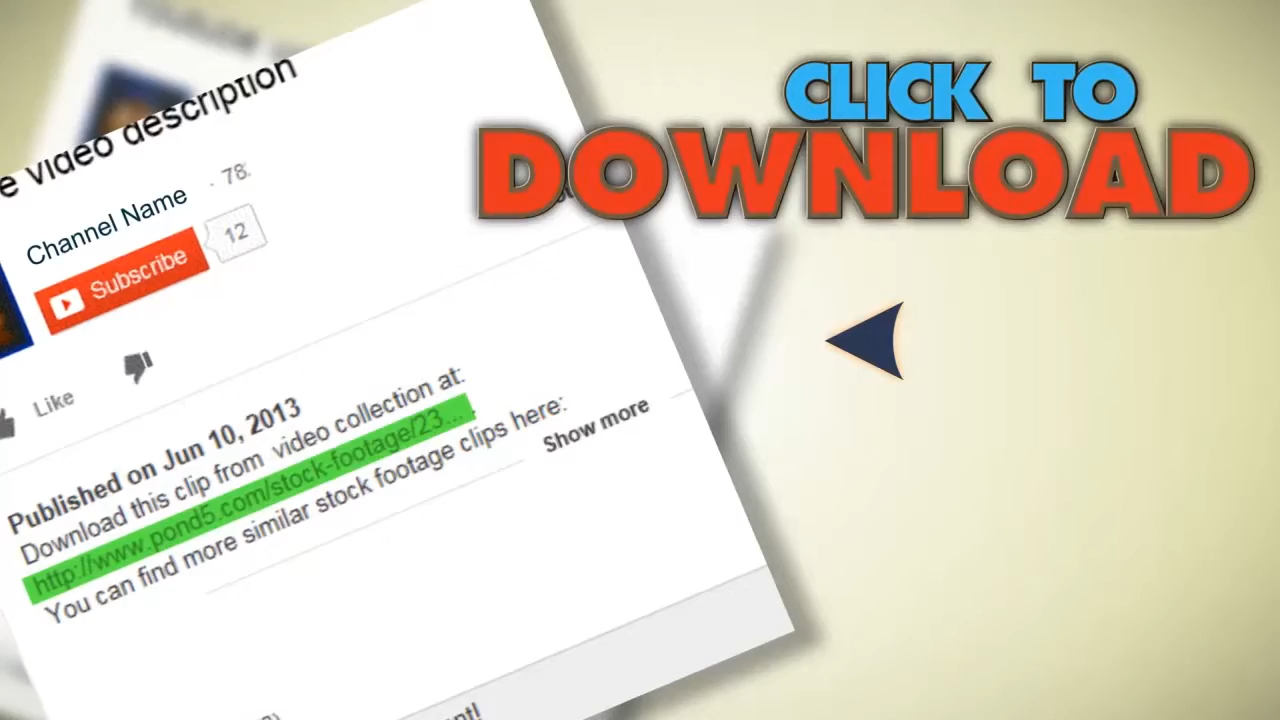 CLICK TO
DOWNLOAD
e video description
Channel Name
78
Subscribe
12
Like
Published on Jun 10, 2013
Download this clip from video collection at:
http://www.pond5.com/stock-footage/23... .
You can find more similar stock footage clips here:
Show more